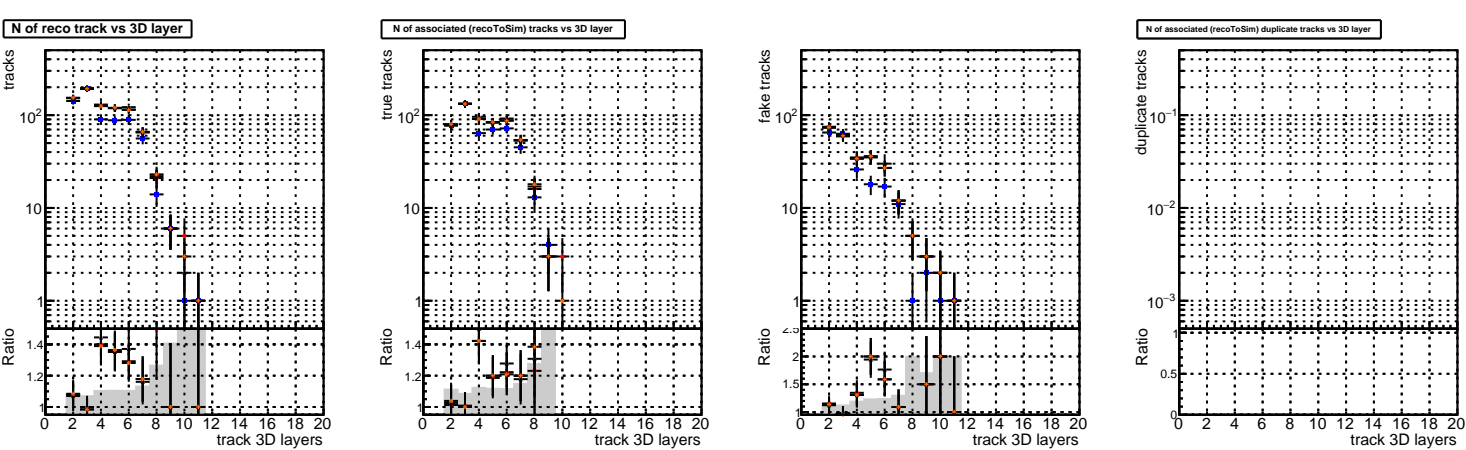 N of reco track vs 3D layer
tracks
10²
10
1
Ratio
1.4
1.2
1
0 2 4 6 8 10 12 14 16 18 20
track 3D layers
N of associated (recoToSim) tracks vs 3D layer
true tracks
10²
10
1
Ratio
1.4
1.2
1
0 2 4 6 8 10 12 14 16 18 20
track 3D layers
fake tracks
10²
10
1
Ratio
2.5
2
1.5
1
0 2 4 6 8 10 12 14 16 18 20
track 3D layers
N of associated (recoToSim) duplicate tracks vs 3D layer
duplicate tracks
10⁻¹
10⁻²
10⁻³
Ratio
1
0.5
0
0 2 4 6 8 10 12 14 16 18 20
track 3D layers